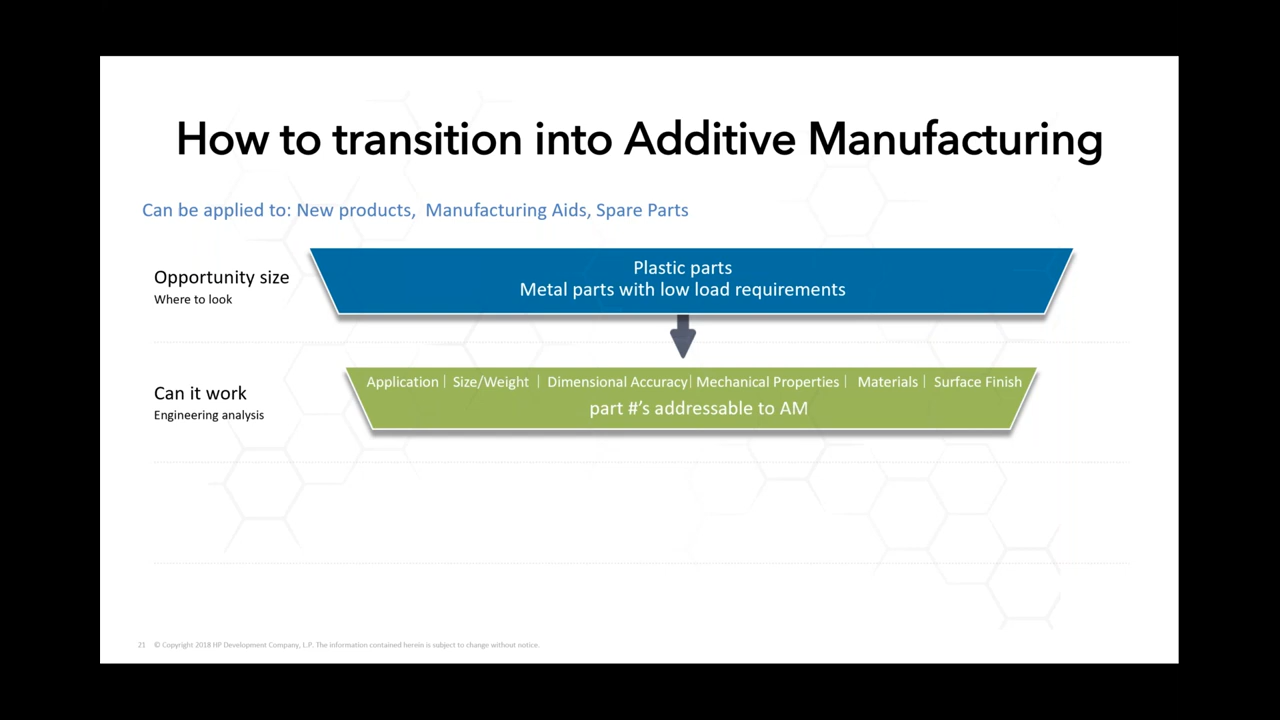 How to transition into Additive Manufacturing
Can be applied to: New products, Manufacturing Aids, Spare Parts
Opportunity size
Where to look
Plastic parts
Metal parts with low load requirements
Can it work
Engineering analysis
Application | Size/Weight | Dimensional Accuracy | Mechanical Properties | Materials | Surface Finish
part #'s addressable to AM
21 © Copyright 2018 HP Development Company, L.P. The information contained herein is subject to change without notice.